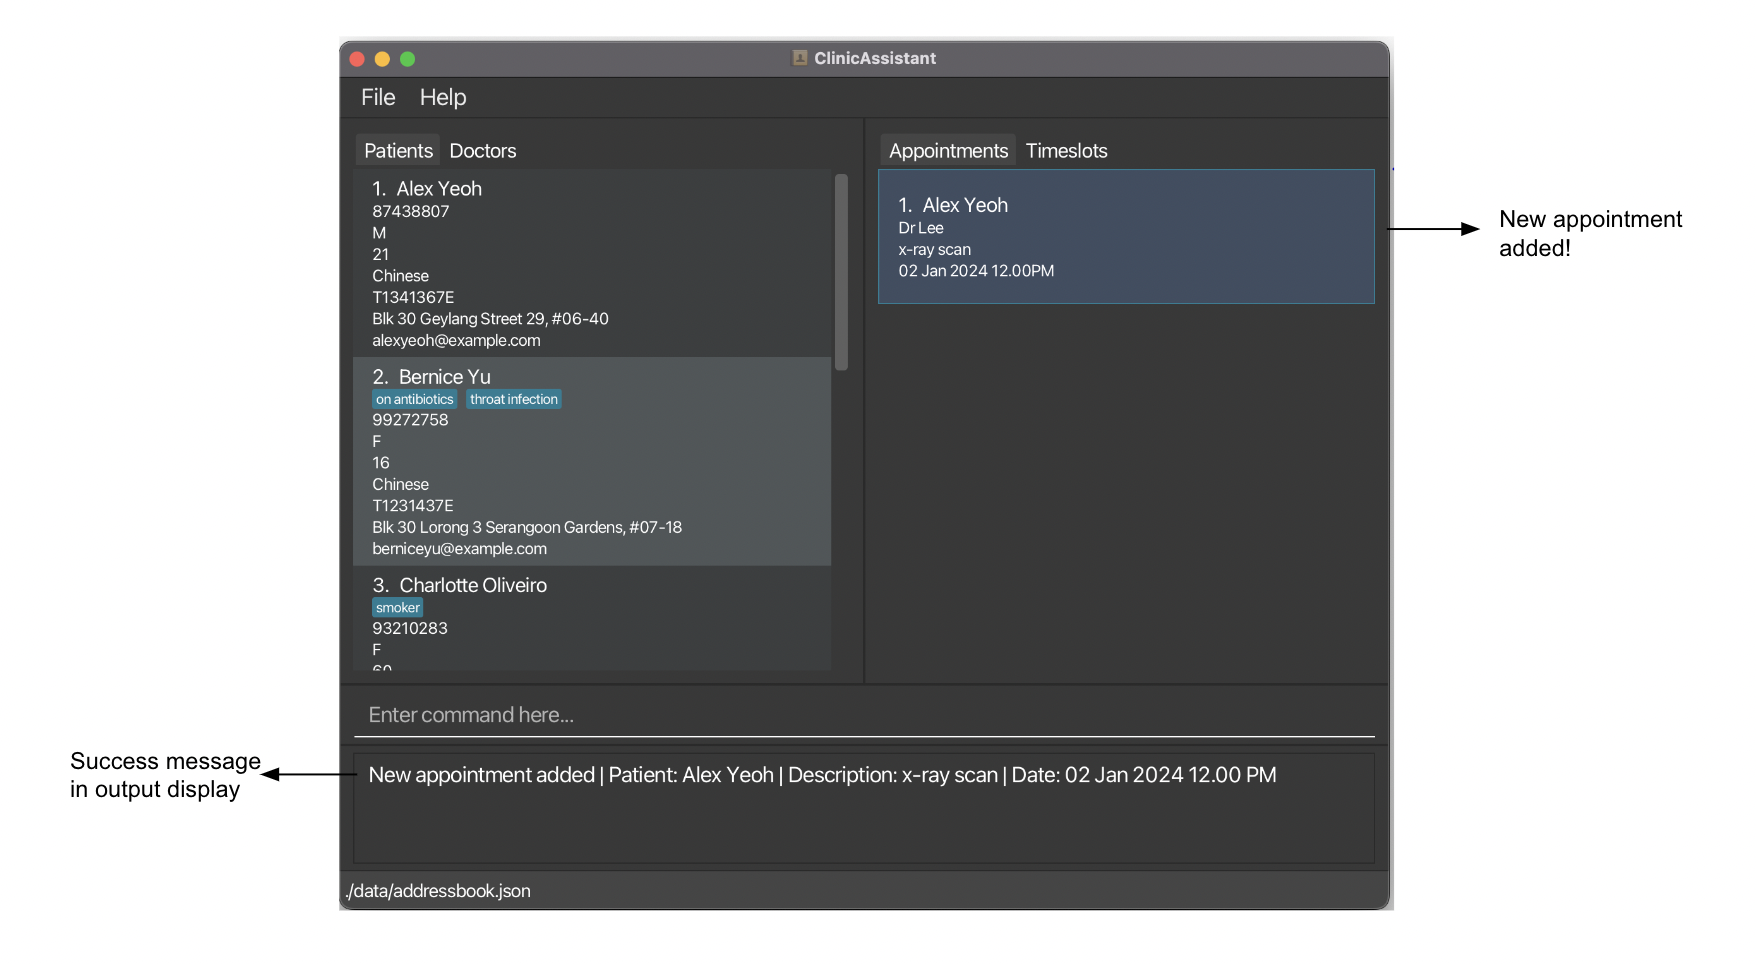 ClinicAssistant
File Help
Patients Doctors
1. Alex Yeoh
87438807
M
21
Chinese
T1341367E
Blk 30 Geylang Street 29, #06-40
alexyeoh@example.com
2. Bernice Yu
on antibiotics throat infection
99272758
F
16
Chinese
T1231437E
Blk 30 Lorong 3 Serangoon Gardens, #07-18
berniceyu@example.com
3. Charlotte Oliveiro
smoker
93210283
F
60
Appointments Timeslots
1. Alex Yeoh
Dr Lee
x-ray scan
02 Jan 2024 12.00PM
New appointment
added!
Enter command here...
Success message
in output display
New appointment added | Patient: Alex Yeoh | Description: x-ray scan | Date: 02 Jan 2024 12.00 PM
./data/addressbook.json